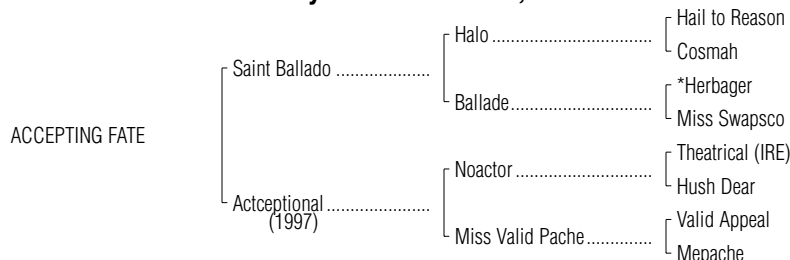 Hail to Reason
Halo
Cosmah
Saint Ballado
*Herbager
Ballade
Miss Swapsco
ACCEPTING FATE
Theatrical (IRE)
Noactor
Hush Dear
Actceptional
(1997)
Valid Appeal
Miss Valid Pache
Mepache